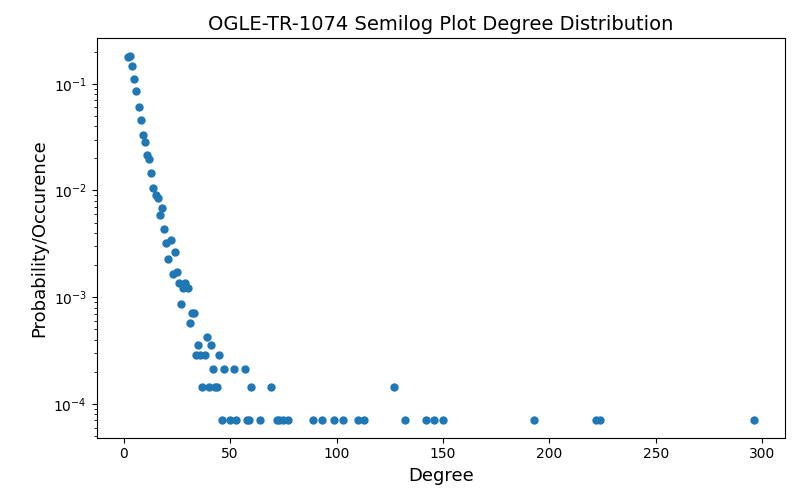 OGLE-TR-1074 Semilog Plot Degree Distribution
Probability/Occurence
10⁻¹
10⁻²
10⁻³
10⁻⁴
0 50 100 150 200 250 300
Degree